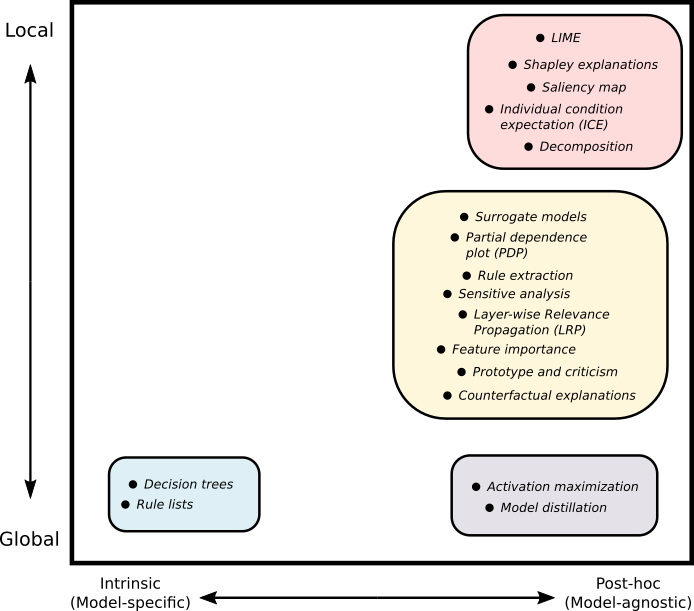 Local
LIME
Shapley explanations
Saliency map
Individual condition
expectation (ICE)
Decomposition
Surrogate models
Partial dependence
plot (PDP)
Rule extraction
Sensitive analysis
Layer-wise Relevance
Propagation (LRP)
Feature importance
Prototype and criticism
Counterfactual explanations
Decision trees
Rule lists
Activation maximization
Model distillation
Global
Intrinsic
(Model-specific)
Post-hoc
(Model-agnostic)